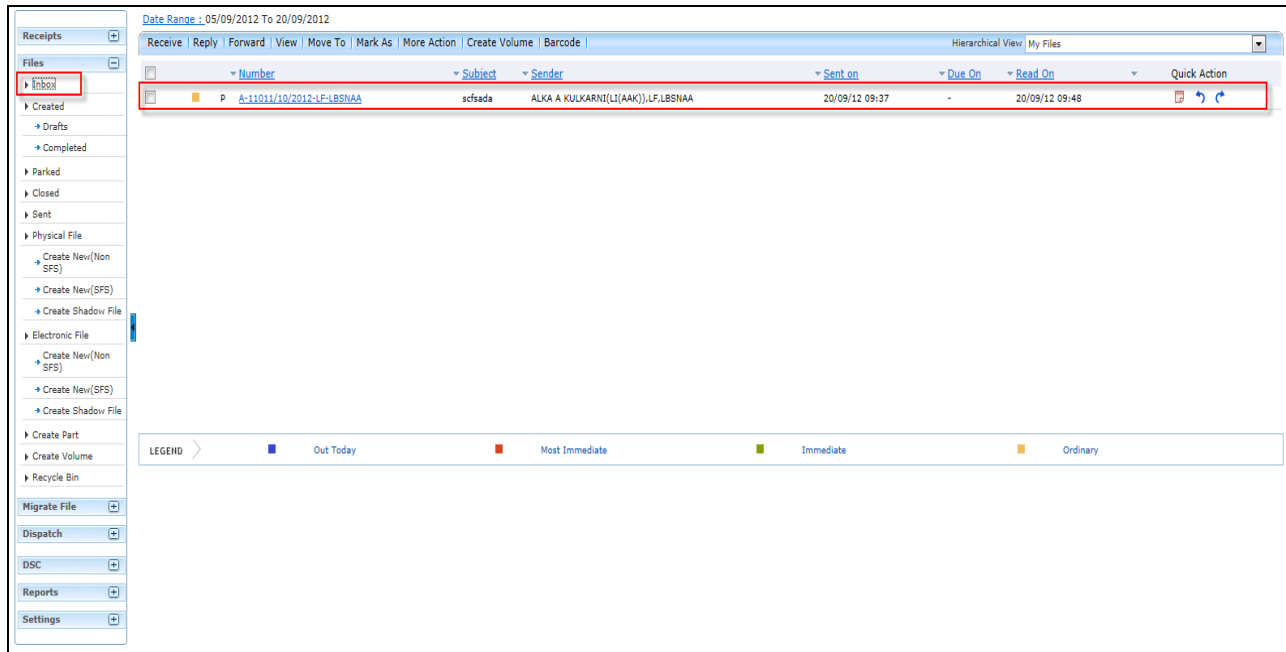 Date Range : 05/09/2012 To 20/09/2012
Receipts
Receive | Reply | Forward | View | Move To | Mark As | More Action | Create Volume | Barcode |
Hierarchical View My Files
Files
Number Subject Sender Sent on Due On Read On Quick Action
Inbox
P A-11011/10/2012-LF-LBSNAA scfsada ALKA A KULKARNI(LI(AAK)),LF,LBSNAA 20/09/12 09:37 - 20/09/12 09:48
Created
Drafts
Completed
Parked
Closed
Sent
Physical File
Create New(Non
SFS)
Create New(SFS)
Create Shadow File
Electronic File
Create New(Non
SFS)
Create New(SFS)
Create Shadow File
Create Part
Create Volume
Recycle Bin
LEGEND Out Today Most Immediate Immediate Ordinary
Migrate File
Dispatch
DSC
Reports
Settings